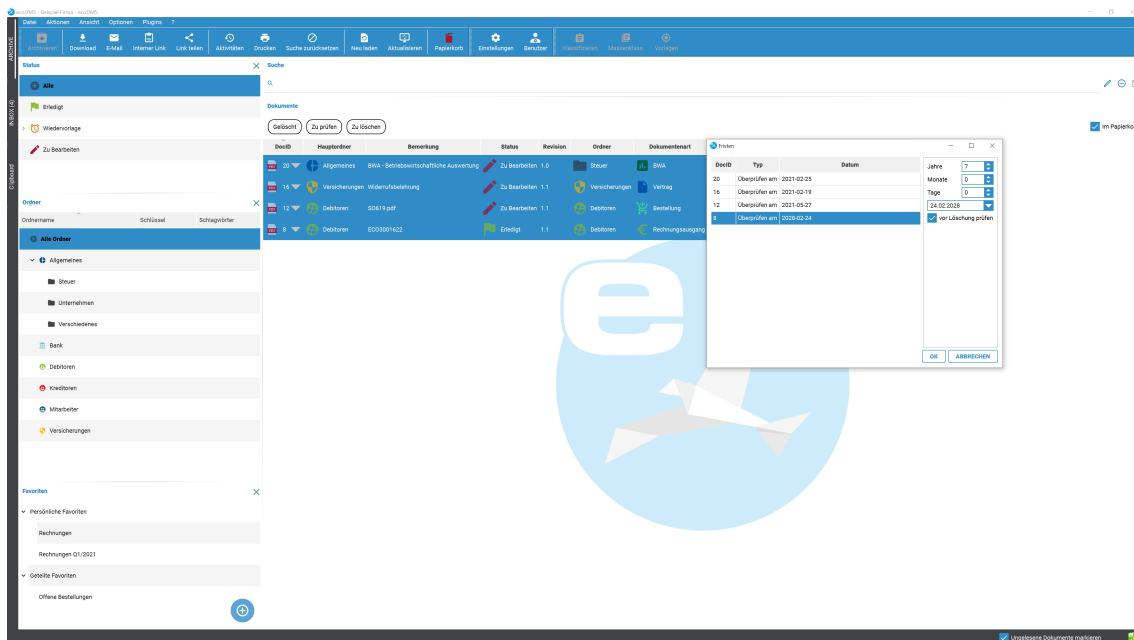 ecoDMS - Beispiel Firma - ecoDMS
Datei Aktionen Ansicht Optionen Plugins ?
Archivieren Download E-Mail Interner Link Link teilen Aktivitäten Drucken Suche zurücksetzen Neu laden Aktualisieren Papierkorb Einstellungen Benutzer Klassifizieren Massenklass. Vorlagen
ARCHIVE
INBOX (4)
Clipboard
Status
Alle
Erledigt
Wiedervorlage
Zu Bearbeiten
Ordner
Ordnername Schlüssel Schlagwörter
Alle Ordner
Allgemeines
Steuer
Unternehmen
Verschiedenes
Bank
Debitoren
Kreditoren
Mitarbeiter
Versicherungen
Favoriten
Persönliche Favoriten
Rechnungen
Rechnungen Q1/2021
Geteilte Favoriten
Offene Bestellungen
Suche
Dokumente
Gelöscht Zu prüfen Zu löschen
Im Papierko
DocID Hauptordner Bemerkung Status Revision Ordner Dokumentenart
20 Allgemeines BWA - Betriebswirtschaftliche Auswertung Zu Bearbeiten 1.0 Steuer BWA
16 Versicherungen Widerrufsbelehrung Zu Bearbeiten 1.1 Versicherungen Vertrag
12 Debitoren SO619.pdf Zu Bearbeiten 1.1 Debitoren Bestellung
8 Debitoren ECO3001622 Erledigt 1.1 Debitoren Rechnungsausgang
Fristen
DocID Typ Datum
20 Überprüfen am 2021-02-25
16 Überprüfen am 2021-02-19
12 Überprüfen am 2021-05-27
8 Überprüfen am 2028-02-24
Jahre 7
Monate 0
Tage 0
24.02.2028
vor Löschung prüfen
OK ABBRECHEN
e
Ungelesene Dokumente markieren